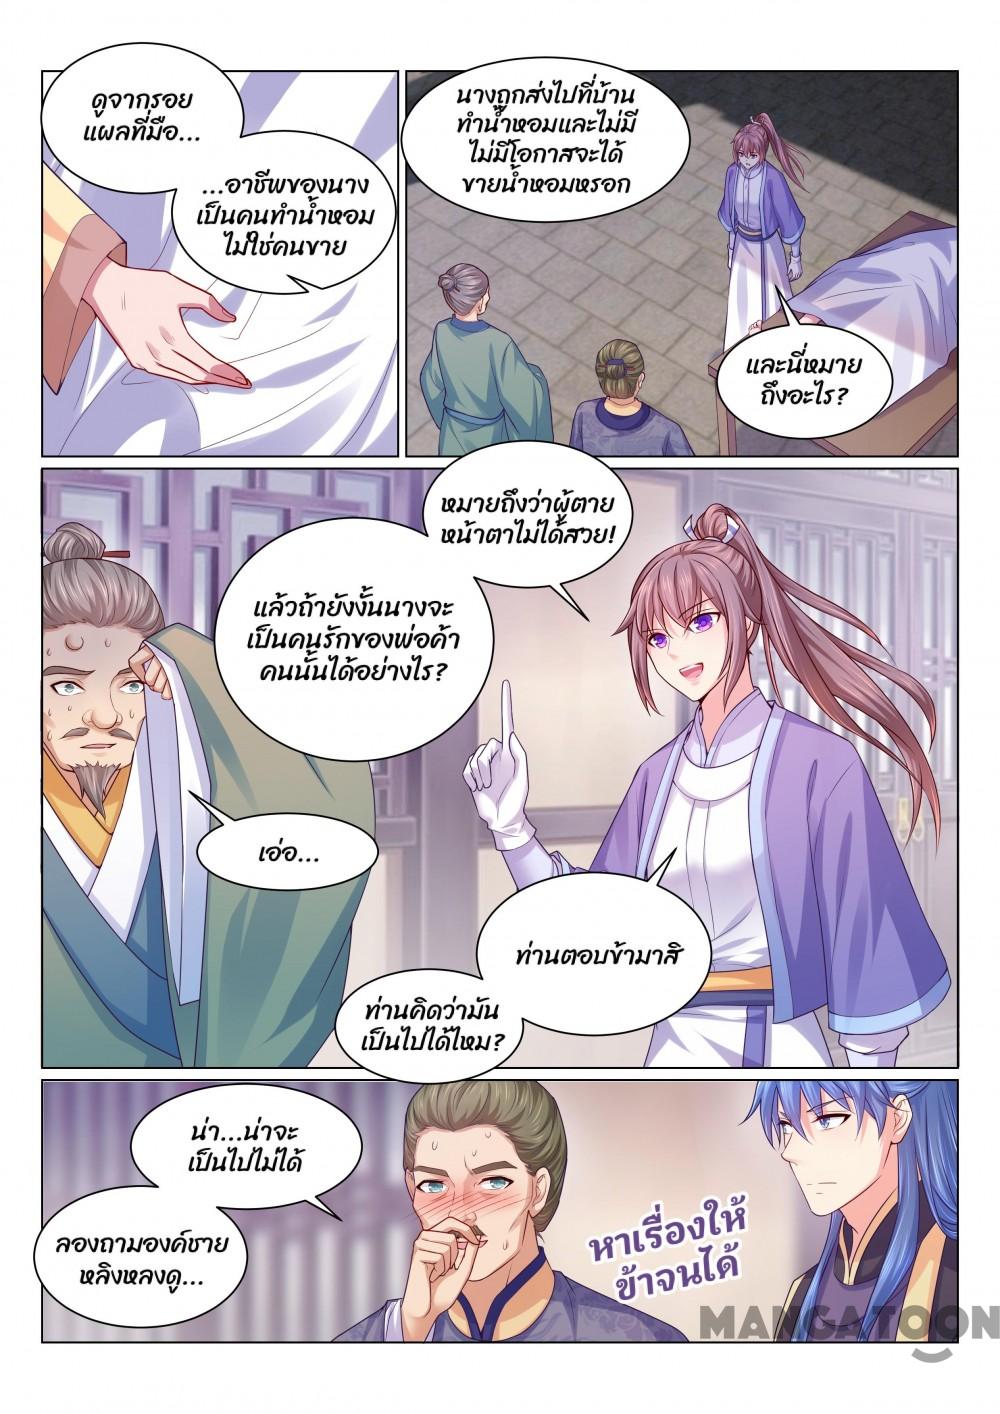 ดูจากรอย
แผลที่มือ...
...อาชีพของนาง
เป็นคนทำน้ำหอม
ไม่ใช่คนขาย
นางถูกส่งไปที่บ้าน
ทำน้ำหอมและไม่มี
ไม่มีโอกาสจะได้
ขายน้ำหอมหรอก
และนี่หมาย
ถึงอะไร?
หมายถึงว่าผู้ตาย
หน้าตาไม่ได้สวย!
แล้วถ้ายังงั้นนางจะ
เป็นคนรักของพ่อค้า
คนนั้นได้อย่างไร?
เอ่อ...
ท่านตอบข้ามาสิ
ท่านคิดว่ามัน
เป็นไปได้ไหม?
น่า...น่าจะ
เป็นไปไม่ได้
ลองถามองค์ชาย
หลิงหลงดู...
หาเรื่องให้
ข้าจนได้
MANGATOON